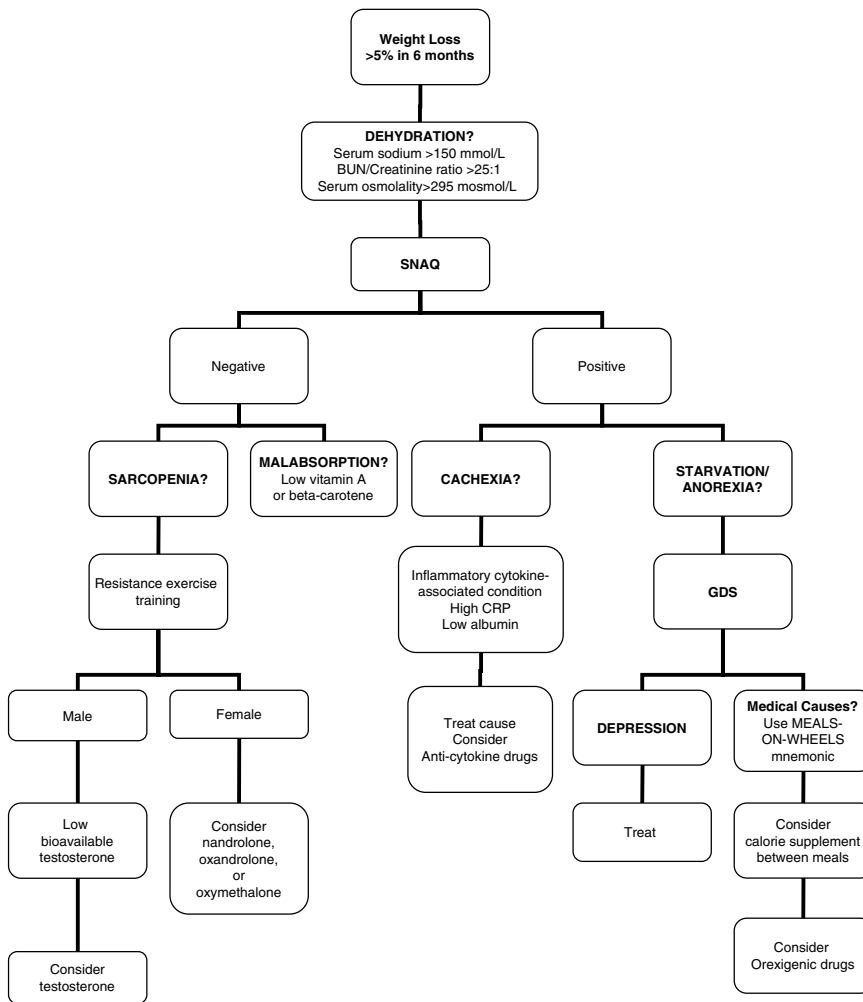 Weight Loss
>5% in 6 months
DEHYDRATION?
Serum sodium >150 mmol/L
BUN/Creatinine ratio >25:1
Serum osmolality>295 mosmol/L
SNAQ
Negative
Positive
SARCOPENIA?
MALABSORPTION?
Low vitamin A
or beta-carotene
CACHEXIA?
STARVATION/
ANOREXIA?
Resistance exercise
training
Inflammatory cytokine-
associated condition
High CRP
Low albumin
GDS
Male
Female
Treat cause
Consider
Anti-cytokine drugs
DEPRESSION
Medical Causes?
Use MEALS-
ON-WHEELS
mnemonic
Low
bioavailable
testosterone
Consider
nandrolone,
oxandrolone,
or
oxymethalone
Treat
Consider
calorie supplement
between meals
Consider
testosterone
Consider
Orexigenic drugs